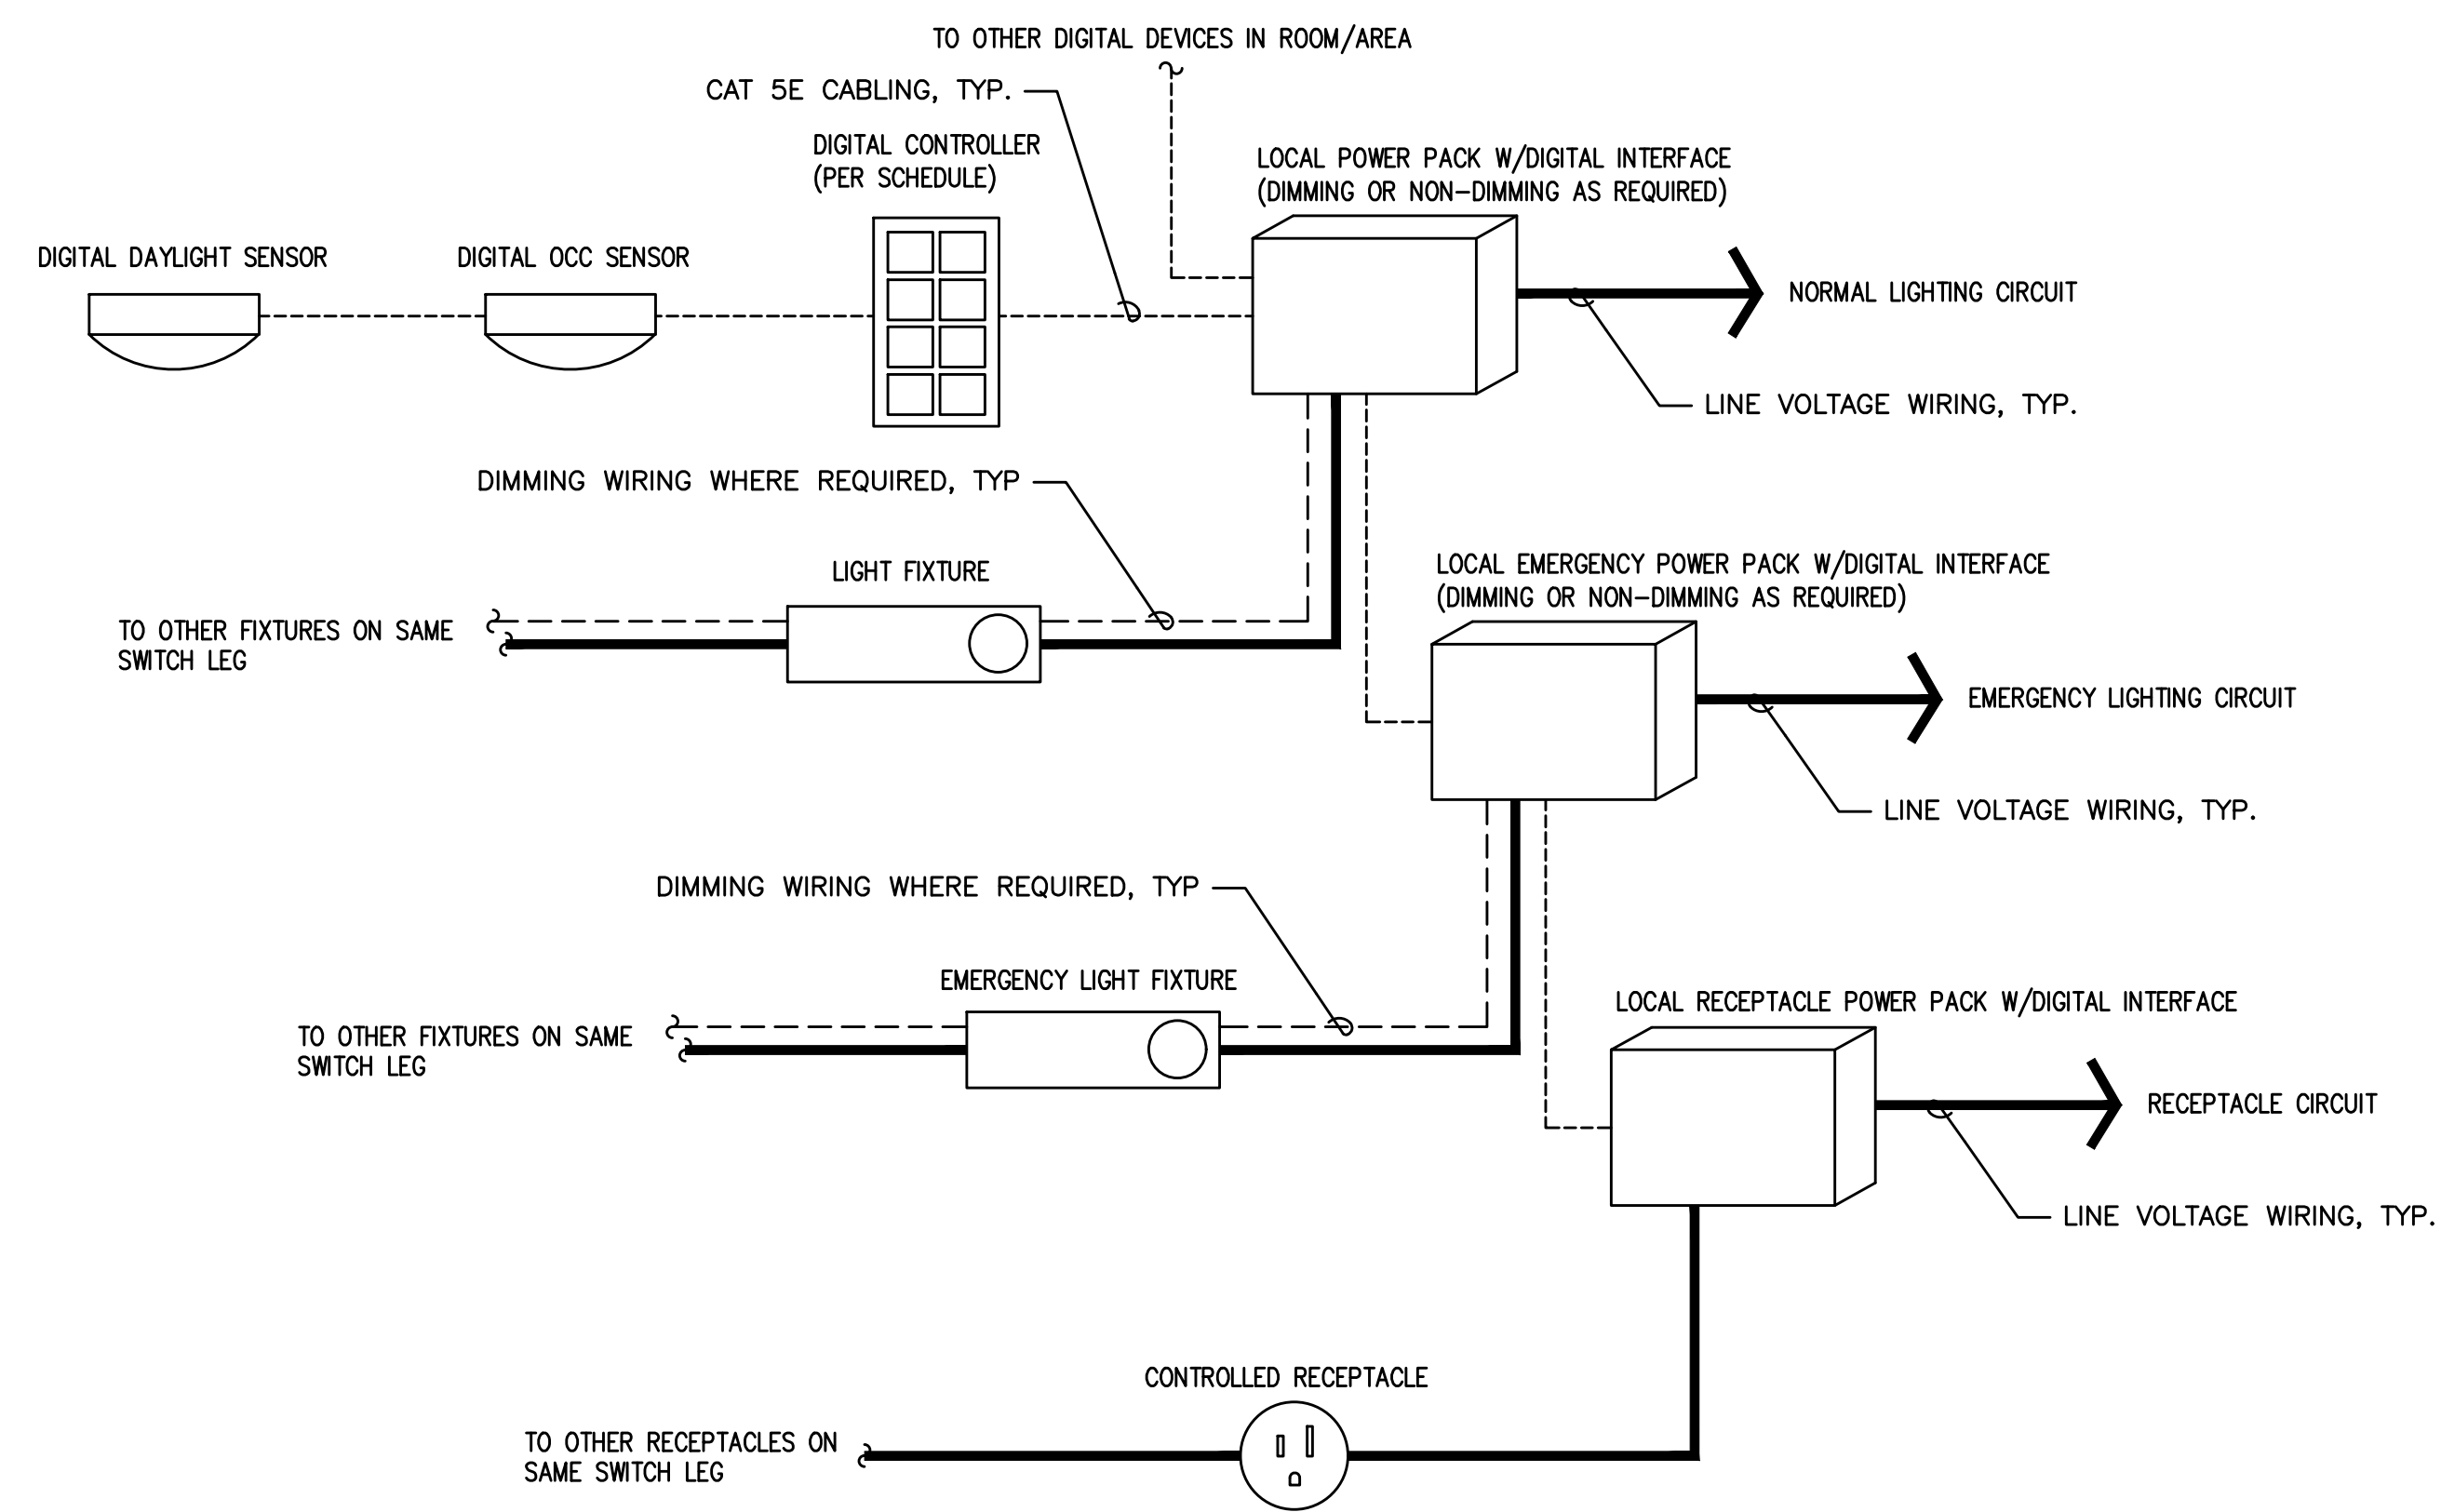 TO OTHER DIGITAL DEVICES IN ROOM/AREA
CAT 5E CABLING, TYP.
DIGITAL CONTROLLER
(PER SCHEDULE)
LOCAL POWER PACK W/DIGITAL INTERFACE
(DIMMING OR NON-DIMMING AS REQUIRED)
DIGITAL DAYLIGHT SENSOR
DIGITAL OCC SENSOR
NORMAL LIGHTING CIRCUIT
LINE VOLTAGE WIRING, TYP.
DIMMING WIRING WHERE REQUIRED, TYP
LIGHT FIXTURE
LOCAL EMERGENCY POWER PACK W/DIGITAL INTERFACE
(DIMMING OR NON-DIMMING AS REQUIRED)
TO OTHER FIXTURES ON SAME
SWITCH LEG
EMERGENCY LIGHTING CIRCUIT
LINE VOLTAGE WIRING, TYP.
DIMMING WIRING WHERE REQUIRED, TYP
EMERGENCY LIGHT FIXTURE
LOCAL RECEPTACLE POWER PACK W/DIGITAL INTERFACE
TO OTHER FIXTURES ON SAME
SWITCH LEG
RECEPTACLE CIRCUIT
LINE VOLTAGE WIRING, TYP.
CONTROLLED RECEPTACLE
TO OTHER RECEPTACLES ON
SAME SWITCH LEG